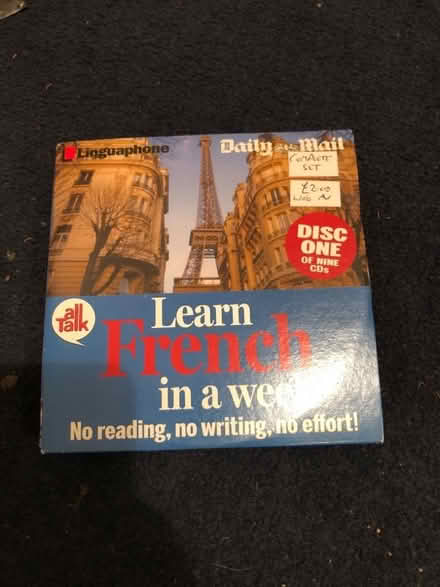 Linguaphone
Daily Mail
COMPLETE
SET
£2.00
DISC
ONE
OF NINE
CDs
all
Talk
Learn
French
in a wee
No reading, no writing, no effort!